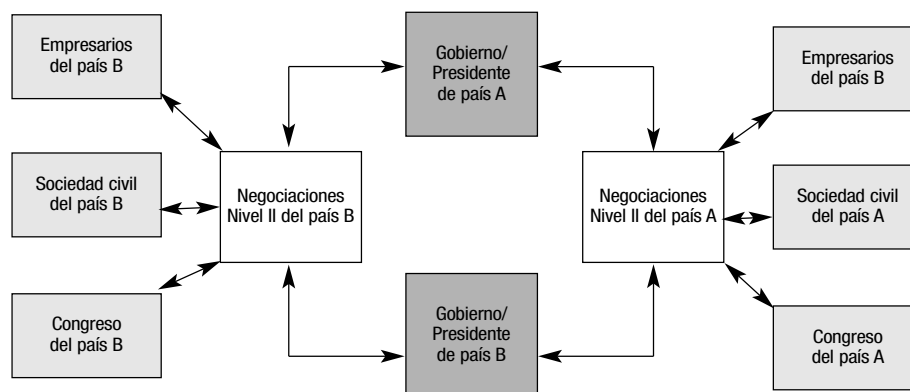 Empresarios
del país B
Sociedad civil
del país B
Congreso
del país B
Negociaciones
Nivel II del país B
Gobierno/
Presidente
de país A
Gobierno/
Presidente
de país B
Negociaciones
Nivel II del país A
Empresarios
del país B
Sociedad civil
del país A
Congreso
del país A